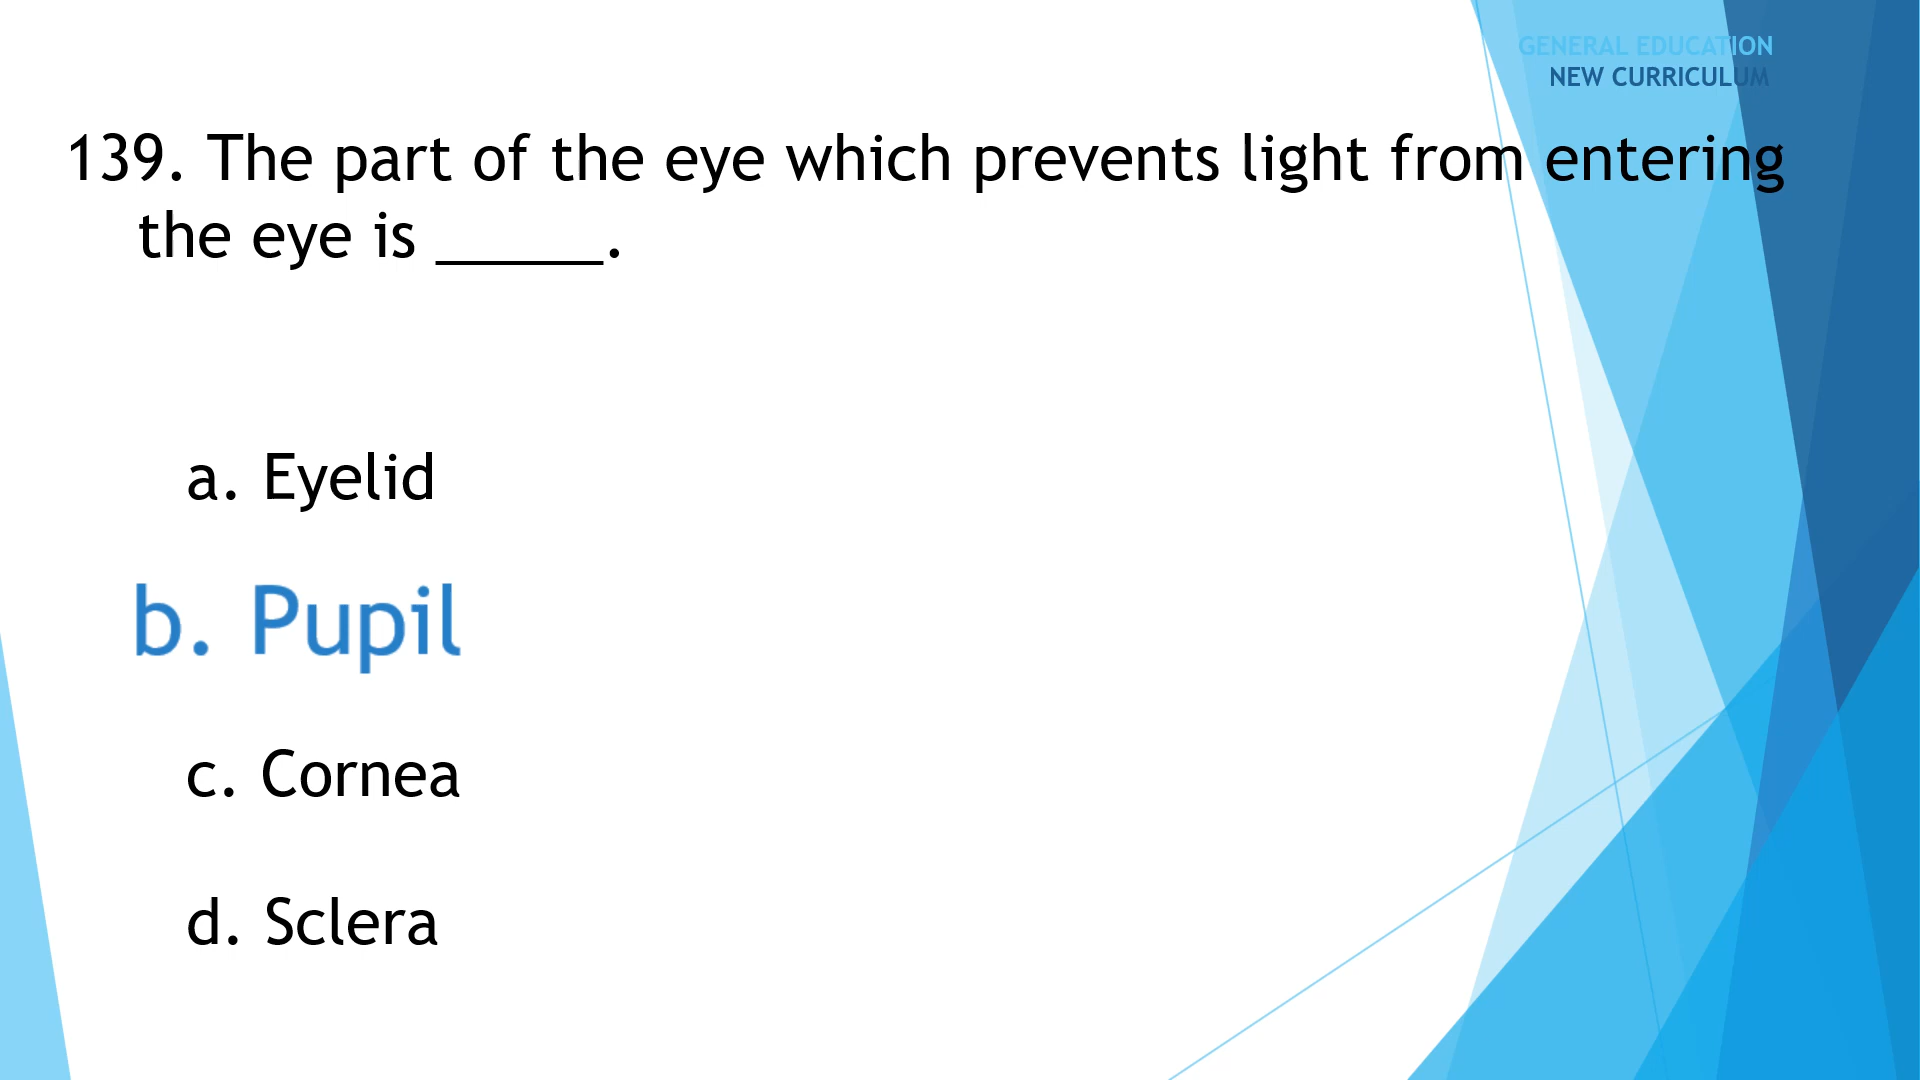 GENERAL EDUCATION
NEW CURRICULUM
139. The part of the eye which prevents light from entering
the eye is _____.
a. Eyelid
b. Pupil
c. Cornea
d. Sclera